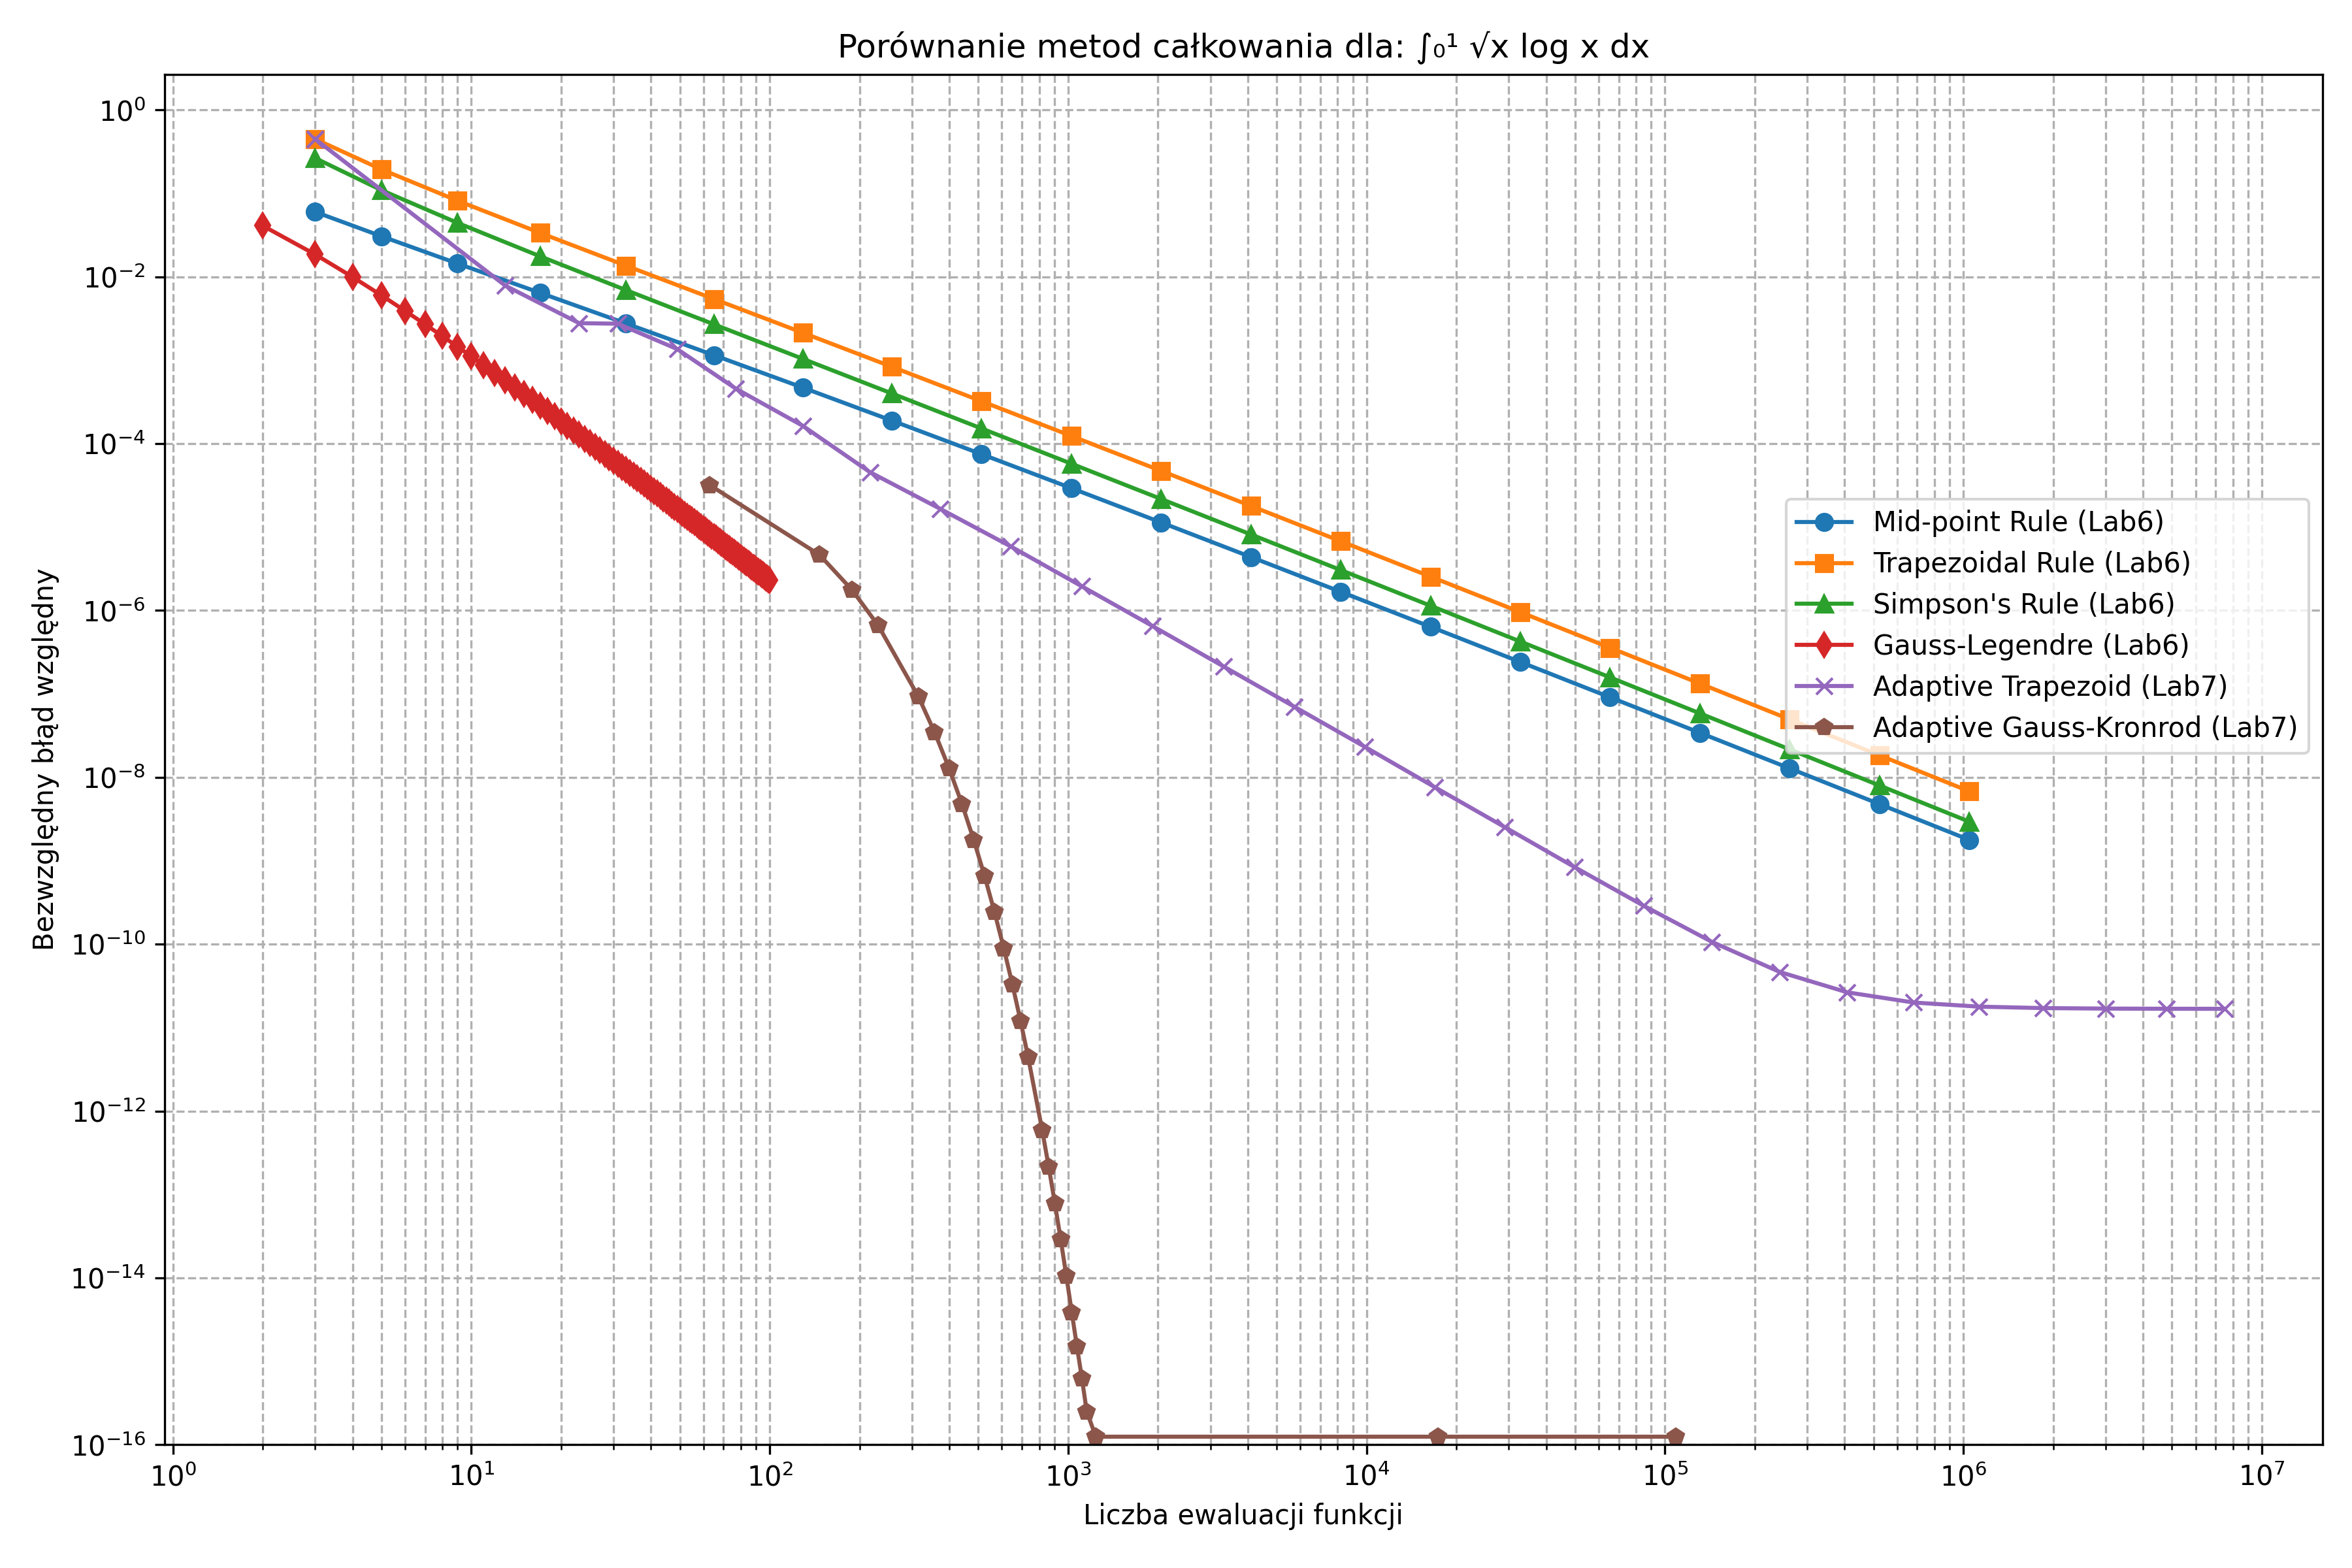 Porównanie metod całkowania dla: ∫₀¹ √x log x dx
10⁰
10⁻²
10⁻⁴
10⁻⁶
10⁻⁸
10⁻¹⁰
10⁻¹²
10⁻¹⁴
10⁻¹⁶
Bezwzględny błąd względny
Mid-point Rule (Lab6)
Trapezoidal Rule (Lab6)
Simpson's Rule (Lab6)
Gauss-Legendre (Lab6)
Adaptive Trapezoid (Lab7)
Adaptive Gauss-Kronrod (Lab7)
10⁰ 10¹ 10² 10³ 10⁴ 10⁵ 10⁶ 10⁷
Liczba ewaluacji funkcji